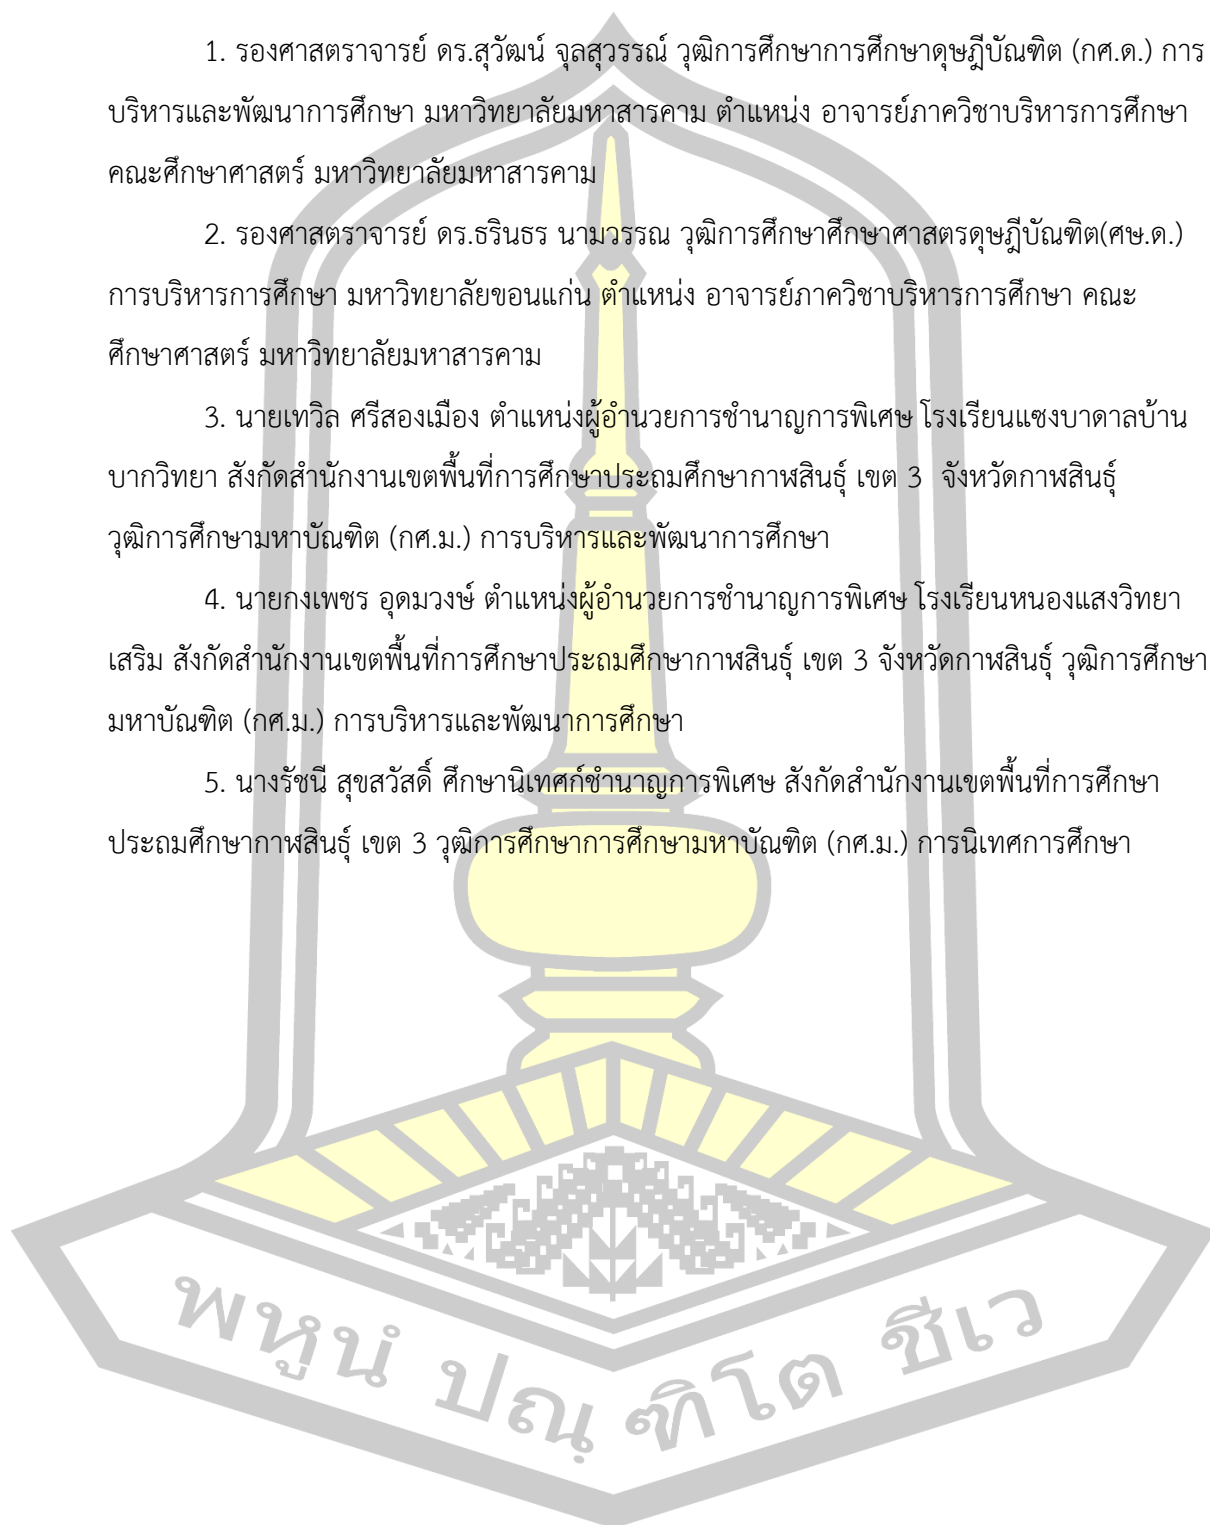 1. รองศาสตราจารย์ ดร.สุวัฒน์ จุลสุวรรณ์ วุฒิการศึกษาการศึกษาดุษฎีบัณฑิต (กศ.ด.) การ
บริหารและพัฒนาการศึกษา มหาวิทยาลัยมหาสารคาม ตำแหน่ง อาจารย์ภาควิชาบริหารการศึกษา
คณะศึกษาศาสตร์ มหาวิทยาลัยมหาสารคาม
2. รองศาสตราจารย์ ดร.ธรินธร นามวรรณ วุฒิการศึกษาศึกษาศาสตรดุษฎีบัณฑิต(ศษ.ด.)
การบริหารการศึกษา มหาวิทยาลัยขอนแก่น ตำแหน่ง อาจารย์ภาควิชาบริหารการศึกษา คณะ
ศึกษาศาสตร์ มหาวิทยาลัยมหาสารคาม
3. นายเทวิล ศรีสองเมือง ตำแหน่งผู้อำนวยการชำนาญการพิเศษ โรงเรียนแซงบาดาลบ้าน
บากวิทยา สังกัดสำนักงานเขตพื้นที่การศึกษาประถมศึกษากาฬสินธุ์ เขต 3 จังหวัดกาฬสินธุ์
วุฒิการศึกษามหาบัณฑิต (กศ.ม.) การบริหารและพัฒนาการศึกษา
4. นายกงเพชร อุดมวงษ์ ตำแหน่งผู้อำนวยการชำนาญการพิเศษ โรงเรียนหนองแสงวิทยา
เสริม สังกัดสำนักงานเขตพื้นที่การศึกษาประถมศึกษากาฬสินธุ์ เขต 3 จังหวัดกาฬสินธุ์ วุฒิการศึกษา
มหาบัณฑิต (กศ.ม.) การบริหารและพัฒนาการศึกษา
5. นางรัชนี สุขสวัสดิ์ ศึกษานิเทศก์ชำนาญการพิเศษ สังกัดสำนักงานเขตพื้นที่การศึกษา
ประถมศึกษากาฬสินธุ์ เขต 3 วุฒิการศึกษาการศึกษามหาบัณฑิต (กศ.ม.) การนิเทศการศึกษา
พหูนํ ปณฺ ฑิโต ชีเว